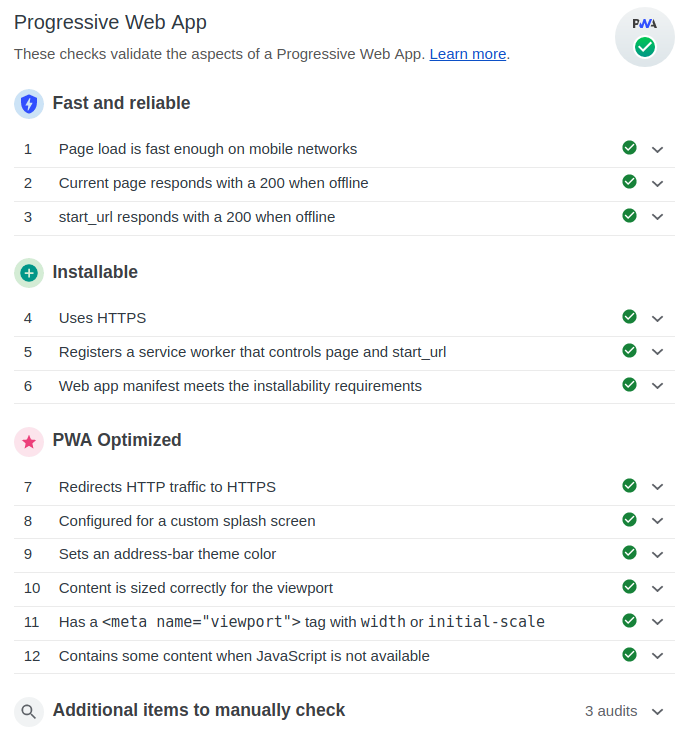 Progressive Web App
PWA
These checks validate the aspects of a Progressive Web App. Learn more.
Fast and reliable
1 Page load is fast enough on mobile networks
2 Current page responds with a 200 when offline
3 start_url responds with a 200 when offline
Installable
4 Uses HTTPS
5 Registers a service worker that controls page and start_url
6 Web app manifest meets the installability requirements
PWA Optimized
7 Redirects HTTP traffic to HTTPS
8 Configured for a custom splash screen
9 Sets an address-bar theme color
10 Content is sized correctly for the viewport
11 Has a <meta name="viewport"> tag with width or initial-scale
12 Contains some content when JavaScript is not available
Additional items to manually check 3 audits